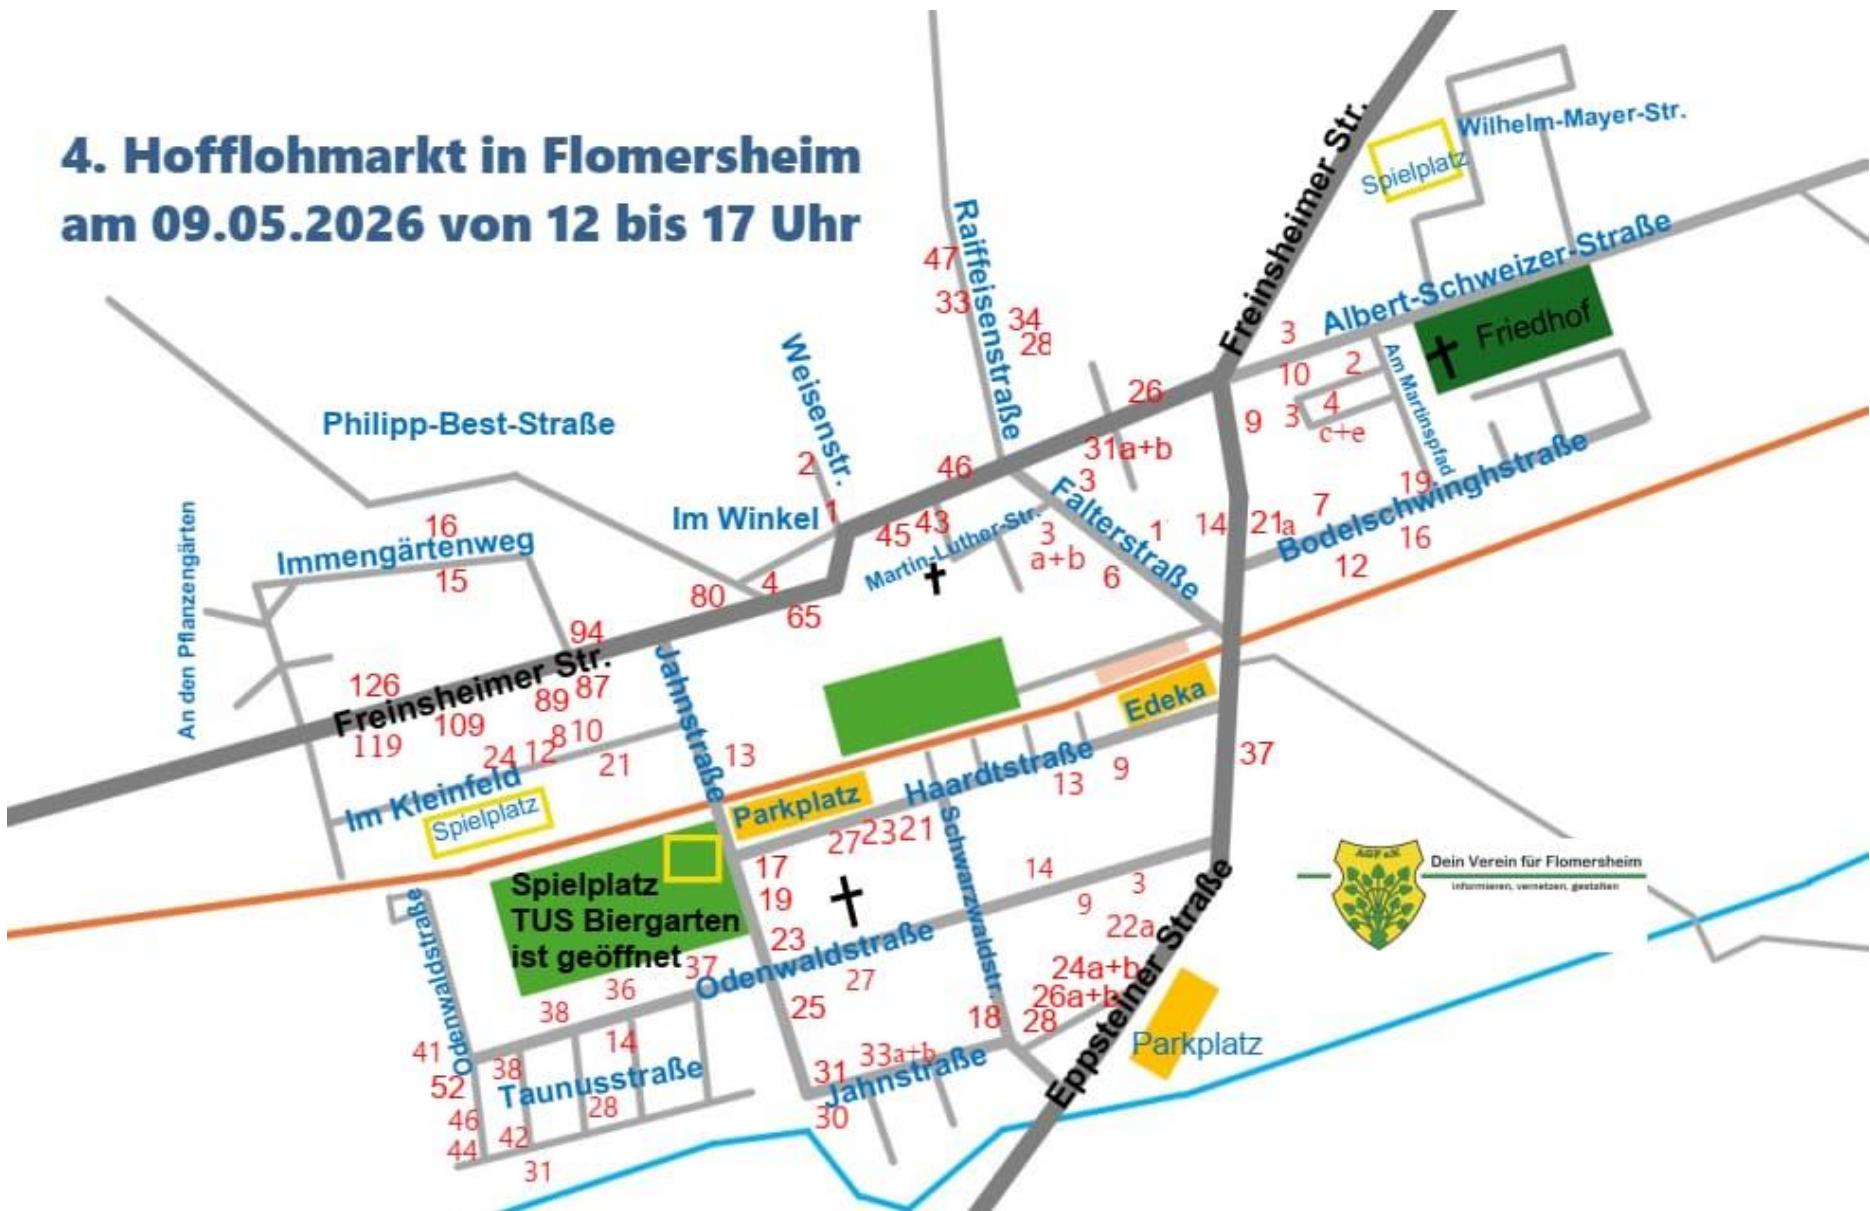 4. Hofflohmarkt in Flomersheim
am 09.05.2026 von 12 bis 17 Uhr
Freinsheimer Str.
Wilhelm-Mayer-Str.
Spielplatz
Albert-Schweizer-Straße
Friedhof
Raiffeisenstraße
47
33
34
28
Weisenstr.
Philipp-Best-Straße
3
10
2
Am Martinspfad
26
9
3
4
c+e
31a+b
46
2
3
Falterstraße
19
Bodelschwinghstraße
7
1
14
21a
16
12
Im Winkel
1
45
43
Martin-Luther-Str.
3
a+b
6
An den Pflanzengärten
16
Immengärtenweg
15
80
4
65
94
126
Freinsheimer Str.
87
89
109
119
Jahnstraße
8
10
12
24
21
13
Im Kleinfeld
Spielplatz
Edeka
37
Parkplatz
Haardtstraße
13
9
27
23
21
Schwarzwaldstr.
17
19
23
14
3
9
22a
Spielplatz
TUS Biergarten
ist geöffnet
37
Odenwaldstraße
27
Odenwaldstraße
36
38
25
24a+b
26a+b
18
28
Eppsteiner Straße
Parkplatz
41
38
14
Taunusstraße
52
28
46
42
44
31
33a+b
31
Jahnstraße
30
AGF e.V.
Dein Verein für Flomersheim
informieren, vernetzen, gestalten